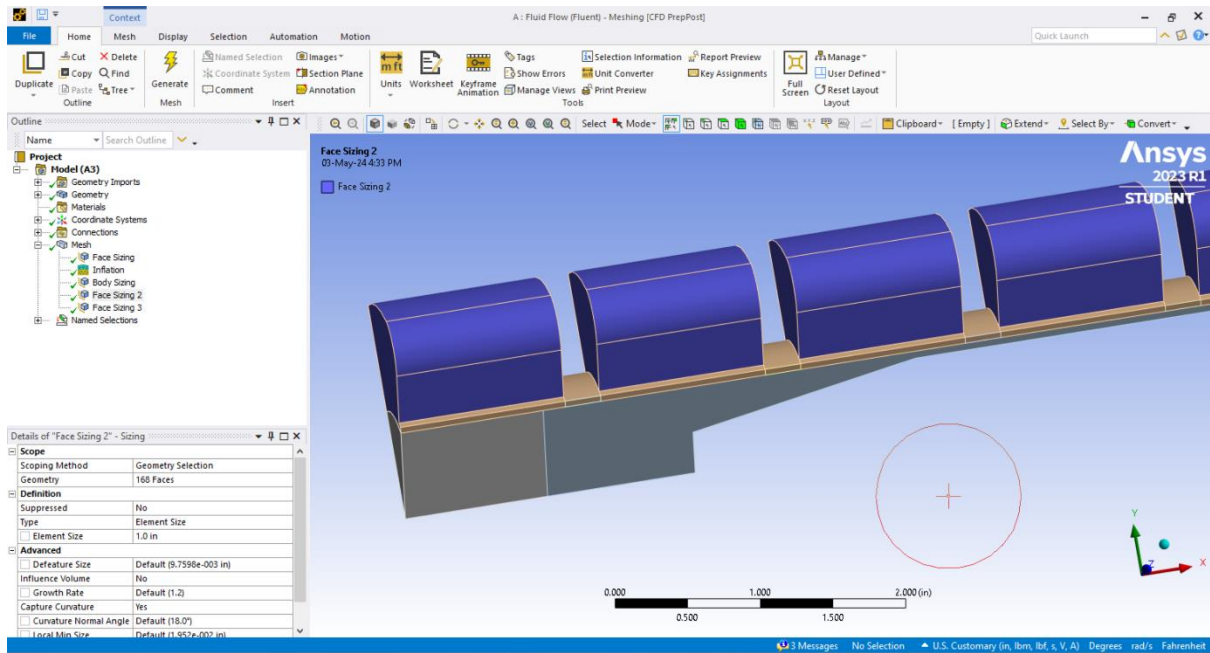 Context
A : Fluid Flow (Fluent) - Meshing [CFD PrepPost]
File Home Mesh Display Selection Automation Motion
Quick Launch
Duplicate
Cut
Copy
Paste
Delete
Find
Tree
Outline
Generate
Mesh
Named Selection
Coordinate System
Comment
Images
Section Plane
Annotation
Insert
m ft
Units
Worksheet
Keyframe
Animation
Tags
Show Errors
Manage Views
Selection Information
Unit Converter
Print Preview
Report Preview
Key Assignments
Tools
Full
Screen
Manage
User Defined
Reset Layout
Layout
Outline
Name Search Outline
Select Mode Clipboard [ Empty ] Extend Select By Convert
Project
Model (A3)
Geometry Imports
Geometry
Materials
Coordinate Systems
Connections
Mesh
Face Sizing
Inflation
Body Sizing
Face Sizing 2
Face Sizing 3
Named Selections
Details of "Face Sizing 2" - Sizing
Scope
Scoping Method Geometry Selection
Geometry 168 Faces
Definition
Suppressed No
Type Element Size
Element Size 1.0 in
Advanced
Defeature Size Default (9.7598e-003 in)
Influence Volume No
Growth Rate Default (1.2)
Capture Curvature Yes
Curvature Normal Angle Default (18.0°)
Local Min Size Default (1.952e-002 in)
Face Sizing 2
03-May-24 4:33 PM
Face Sizing 2
Ansys
2023 R1
STUDENT
Y
Z
X
0.000 1.000 2.000 (in)
0.500 1.500
3 Messages No Selection U.S. Customary (in, lbm, lbf, s, V, A) Degrees rad/s Fahrenheit